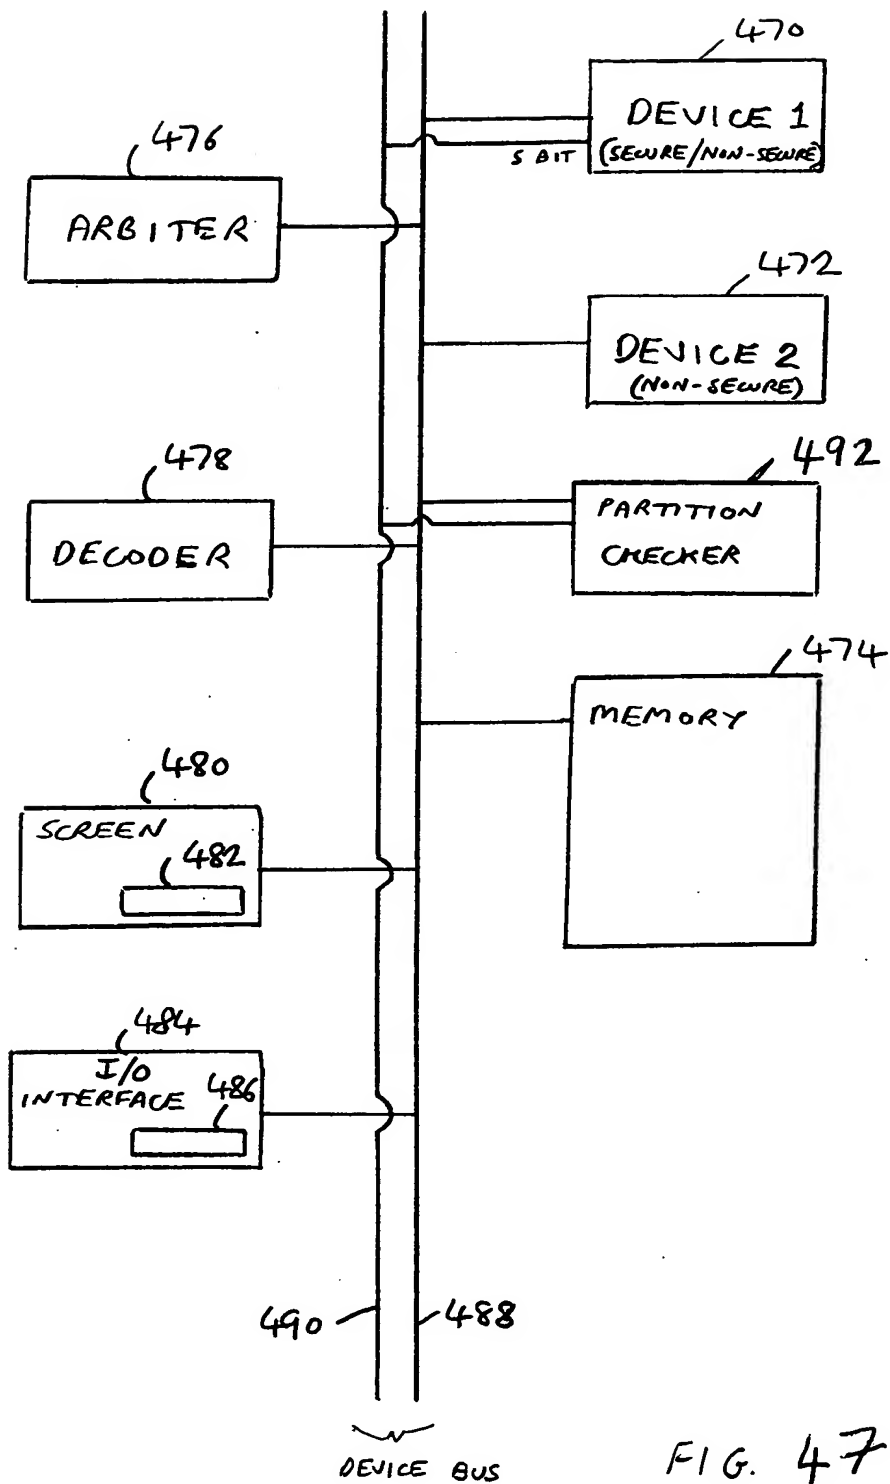 470
DEVICE 1
(SECURE/NON-SECURE)
S BIT
476
ARBITER
472
DEVICE 2
(NON-SECURE)
478
DECODER
492
PARTITION
CHECKER
474
MEMORY
480
SCREEN
482
484
I/O
INTERFACE
486
490
488
DEVICE BUS
FIG. 47